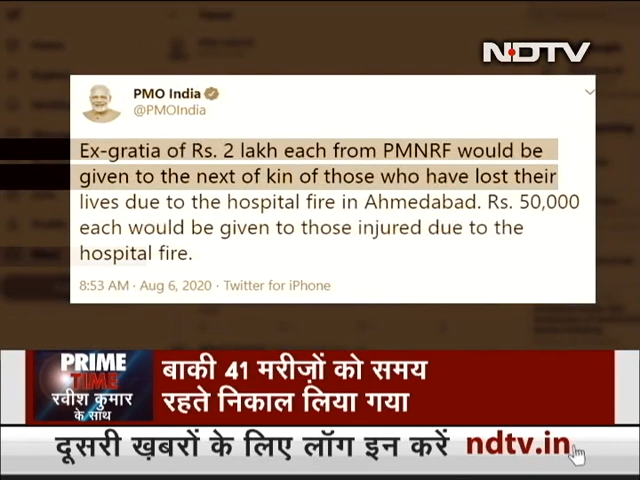 NDTV
PMO India
@PMOIndia
Ex-gratia of Rs. 2 lakh each from PMNRF would be
given to the next of kin of those who have lost their
lives due to the hospital fire in Ahmedabad. Rs. 50,000
each would be given to those injured due to the
hospital fire.
8:53 AM · Aug 6, 2020 · Twitter for iPhone
PRIME
TIME
रवीश कुमार
के साथ
बाकी 41 मरीज़ों को समय
रहते निकाल लिया गया
दूसरी ख़बरों के लिए लॉग इन करें ndtv.in